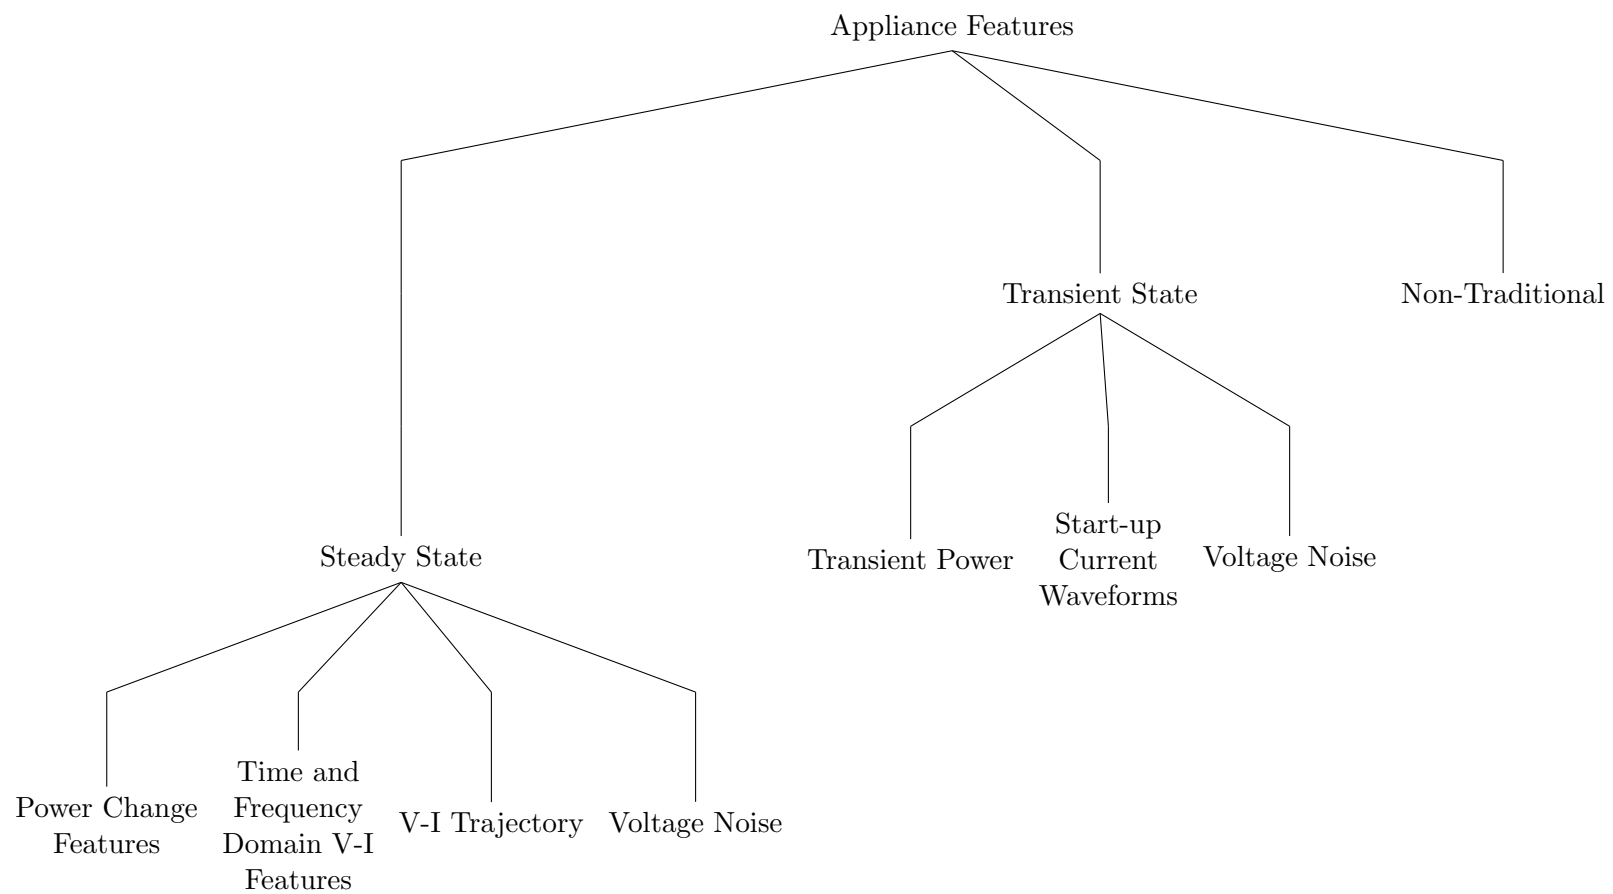 Appliance Features
Transient State
Non-Traditional
Steady State
Transient Power
Start-up
Current
Waveforms
Voltage Noise
Power Change
Features
Time and
Frequency
Domain V-I
Features
V-I Trajectory
Voltage Noise